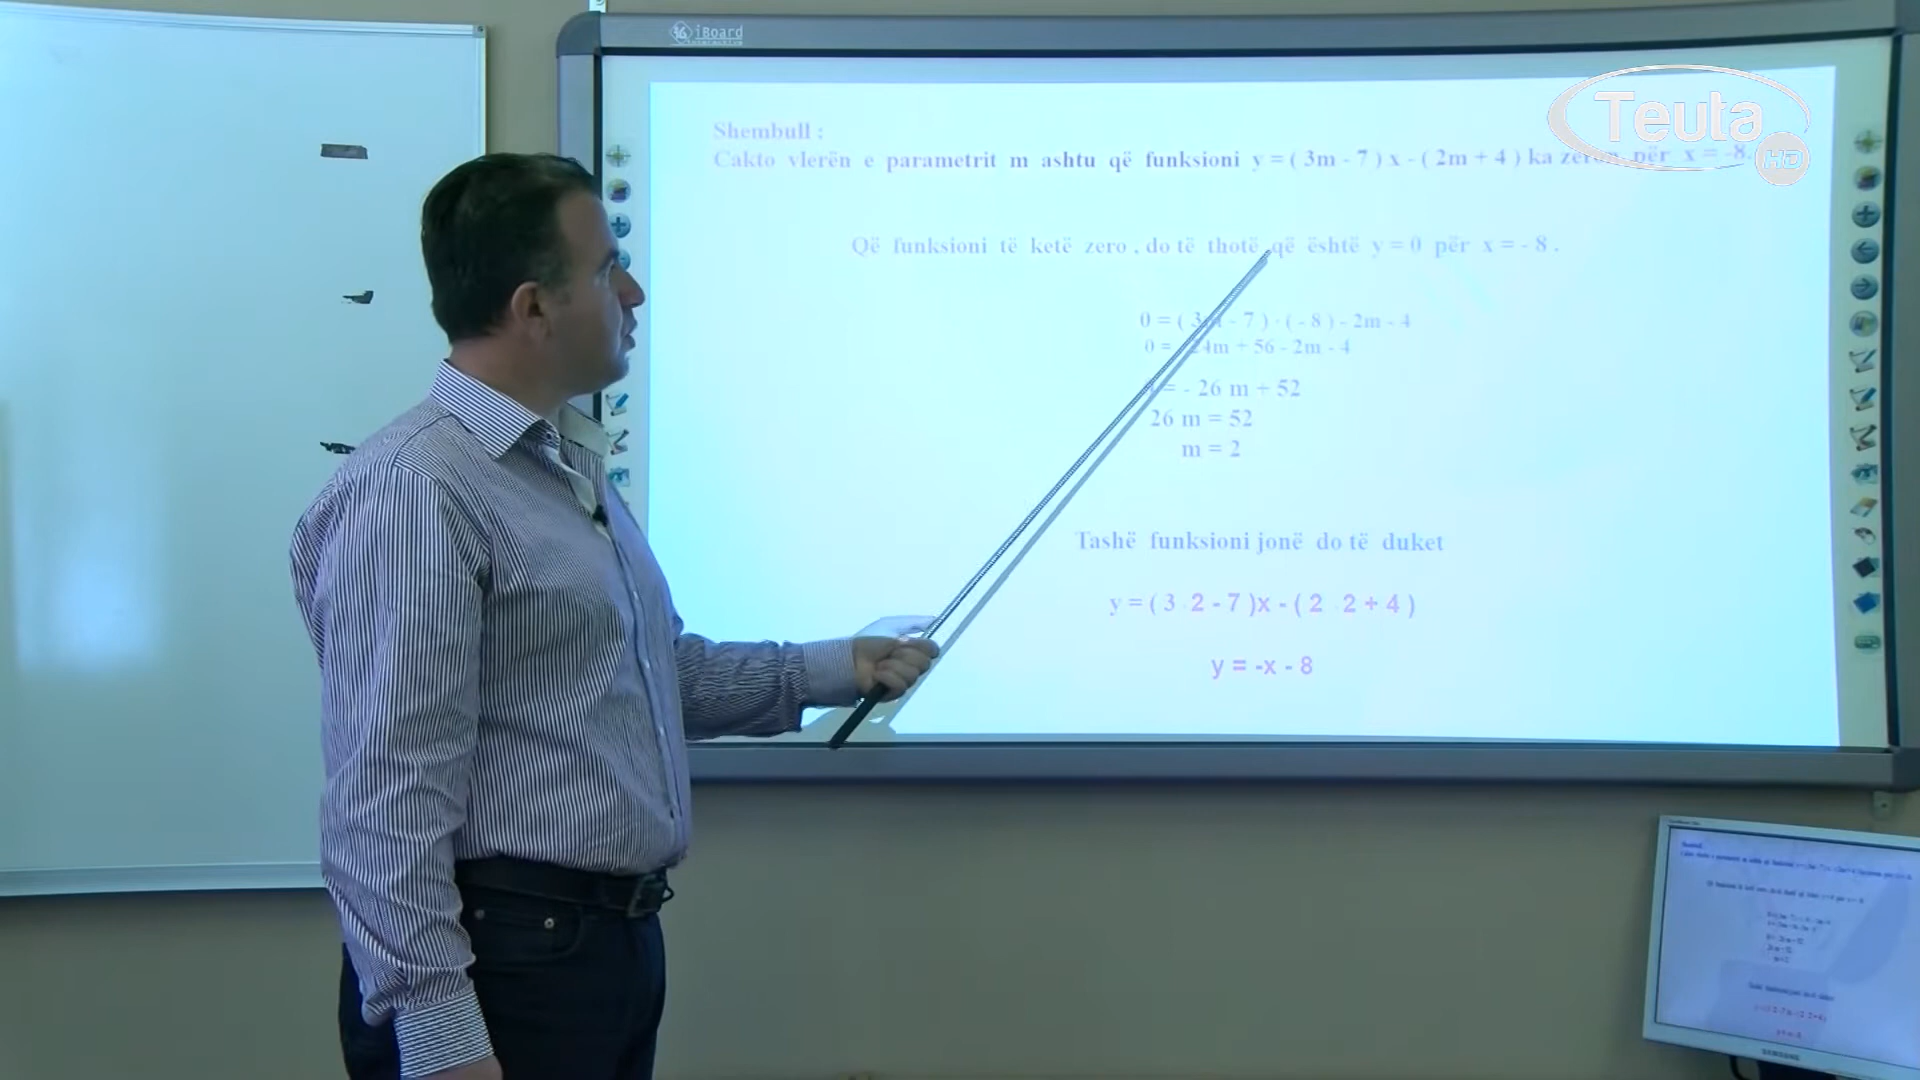 iBoard
Interactive
Teuta
HD
Shembull :
Cakto vlerën e parametrit m ashtu që funksioni y = ( 3m - 7 ) x - ( 2m + 4 ) ka për x = -8.
Që funksioni të ketë zero , do të thotë që është y = 0 për x = - 8 .
0 = ( 3m - 7 ) · ( - 8 ) - 2m - 4
0 = 24m + 56 - 2m - 4
= - 26 m + 52
26 m = 52
m = 2
Tashë funksioni jonë do të duket
y = ( 3 · 2 - 7 )x - ( 2 · 2 + 4 )
y = -x - 8
SAMSUNG